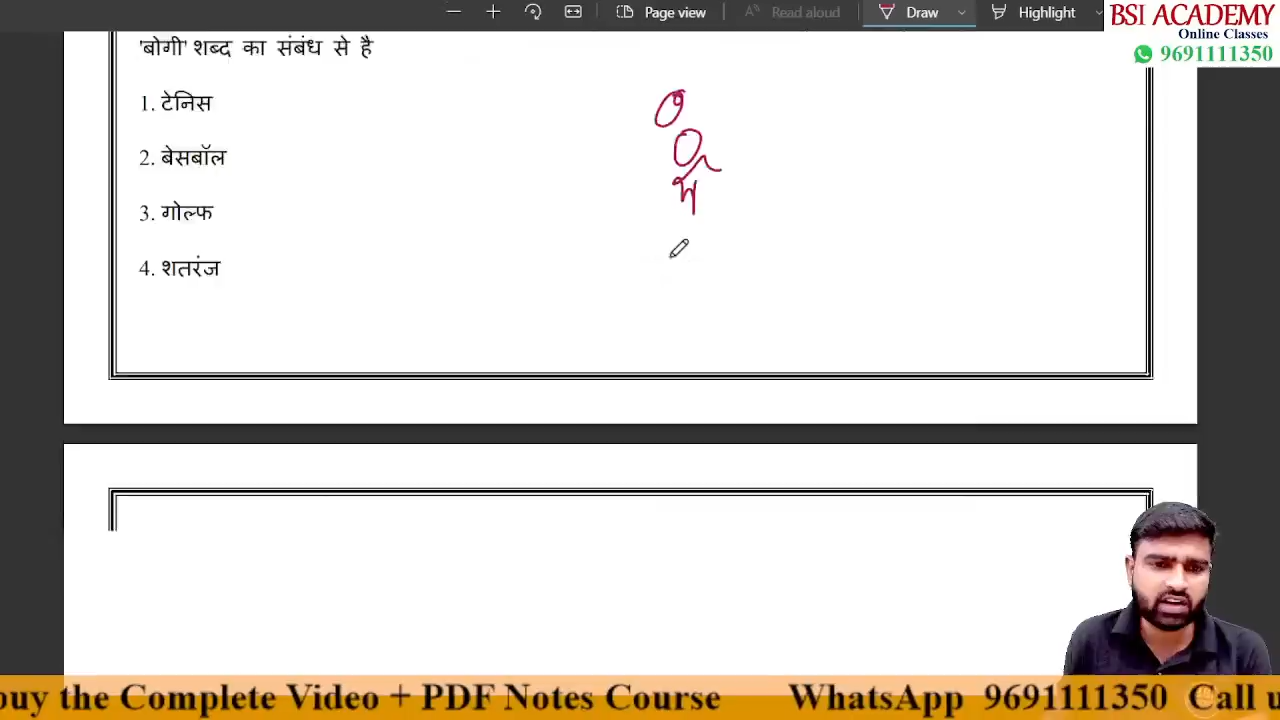 Page view
Read aloud
Draw
Highlight
BSI ACADEMY
Online Classes
9691111350
'बोगी' शब्द का संबंध से है
1. टेनिस
2. बेसबॉल
3. गोल्फ
4. शतरंज
buy the Complete Video + PDF Notes Course WhatsApp 9691111350 Call u